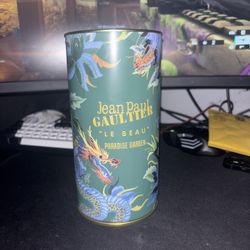 Jean Paul
GAULTIER
"LE BEAU"
PARADISE GARDEN